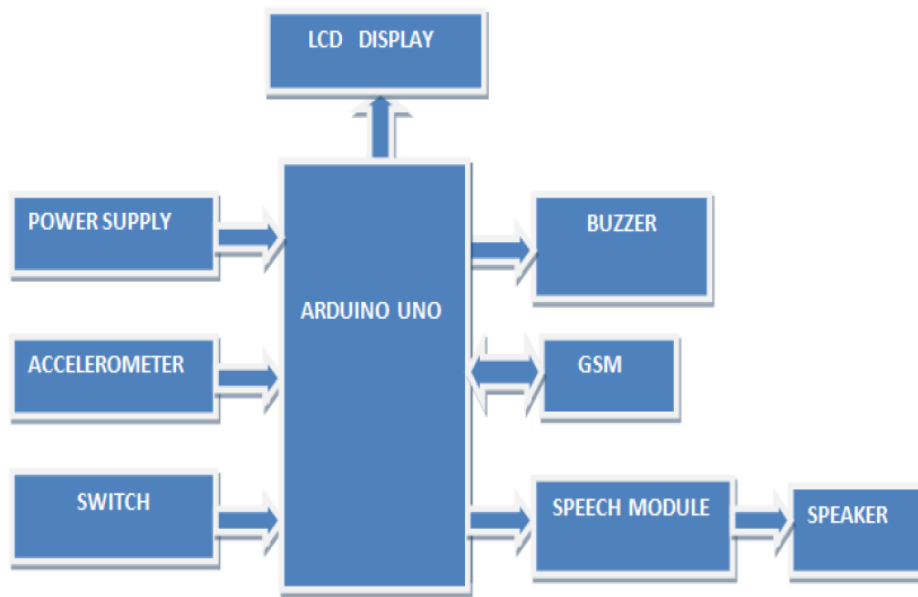 LCD DISPLAY
POWER SUPPLY
BUZZER
ARDUINO UNO
ACCELEROMETER
GSM
SWITCH
SPEECH MODULE
SPEAKER